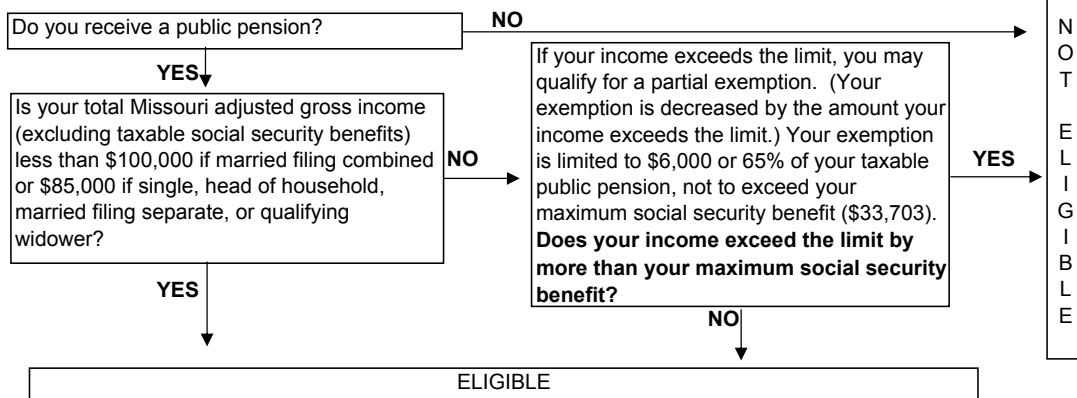 Do you receive a public pension?
NO
YES
Is your total Missouri adjusted gross income
(excluding taxable social security benefits)
less than $100,000 if married filing combined
or $85,000 if single, head of household,
married filing separate, or qualifying
widower?
NO
YES
If your income exceeds the limit, you may
qualify for a partial exemption.  (Your
exemption is decreased by the amount your
income exceeds the limit.) Your exemption
is limited to $6,000 or 65% of your taxable
public pension, not to exceed your
maximum social security benefit ($33,703).
Does your income exceed the limit by
more than your maximum social security
benefit?
YES
NO
N
O
T
E
L
I
G
I
B
L
E
ELIGIBLE